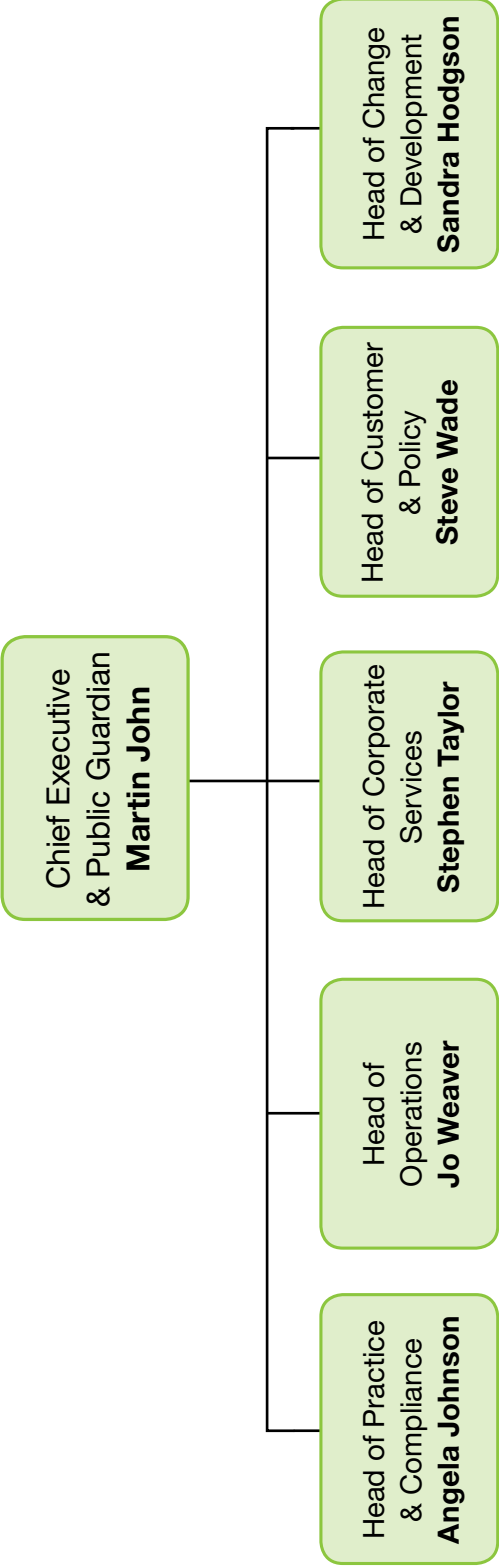 Chief Executive
& Public Guardian
Martin John
Head of Practice
& Compliance
Angela Johnson
Head of
Operations
Jo Weaver
Head of Corporate
Services
Stephen Taylor
Head of Customer
& Policy
Steve Wade
Head of Change
& Development
Sandra Hodgson